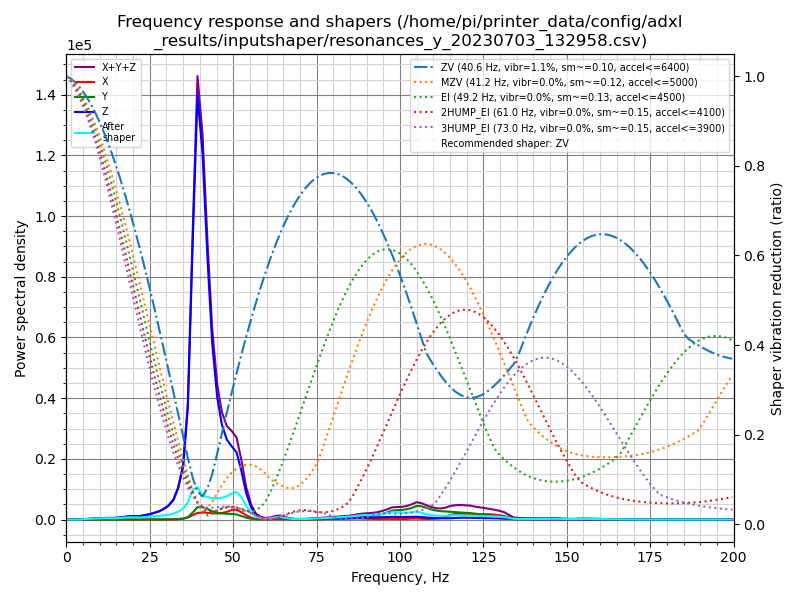 Frequency response and shapers (/home/pi/printer_data/config/adxl
_results/inputshaper/resonances_y_20230703_132958.csv)
1e5
X+Y+Z
X
Y
Z
After
shaper
ZV (40.6 Hz, vibr=1.1%, sm~=0.10, accel<=6400)
MZV (41.2 Hz, vibr=0.0%, sm~=0.12, accel<=5000)
EI (49.2 Hz, vibr=0.0%, sm~=0.13, accel<=4500)
2HUMP_EI (61.0 Hz, vibr=0.0%, sm~=0.15, accel<=4100)
3HUMP_EI (73.0 Hz, vibr=0.0%, sm~=0.15, accel<=3900)
Recommended shaper: ZV
Power spectral density
1.4
1.2
1.0
0.8
0.6
0.4
0.2
0.0
1.0
0.8
0.6
0.4
0.2
0.0
Shaper vibration reduction (ratio)
0 25 50 75 100 125 150 175 200
Frequency, Hz